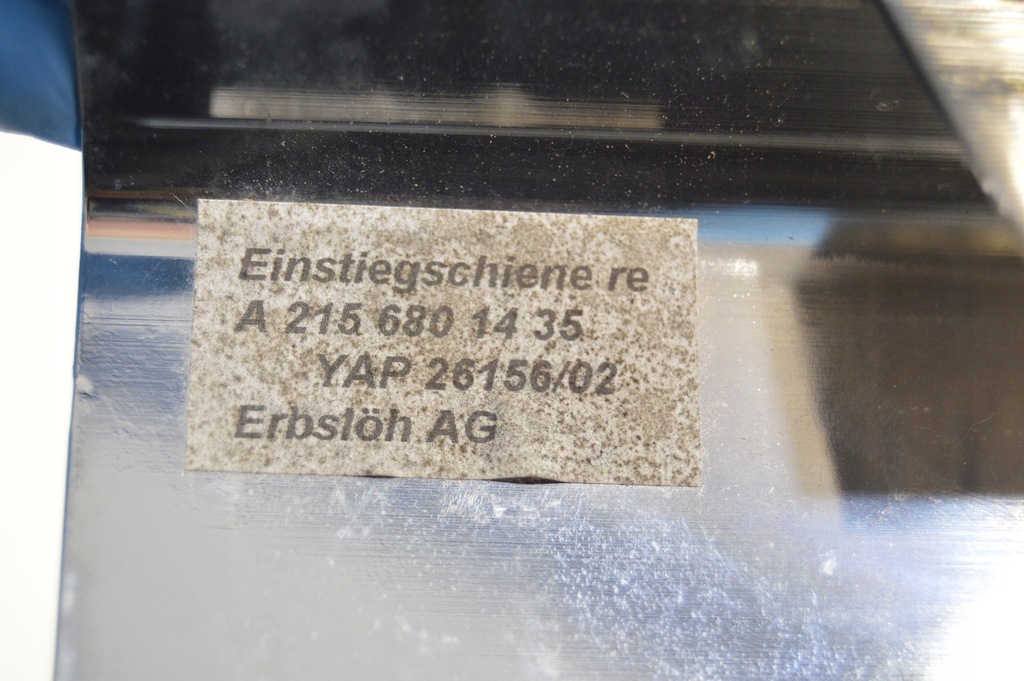 Einstiegschiene re
A 215 680 14 35
YAP 26156/02
Erbslöh AG